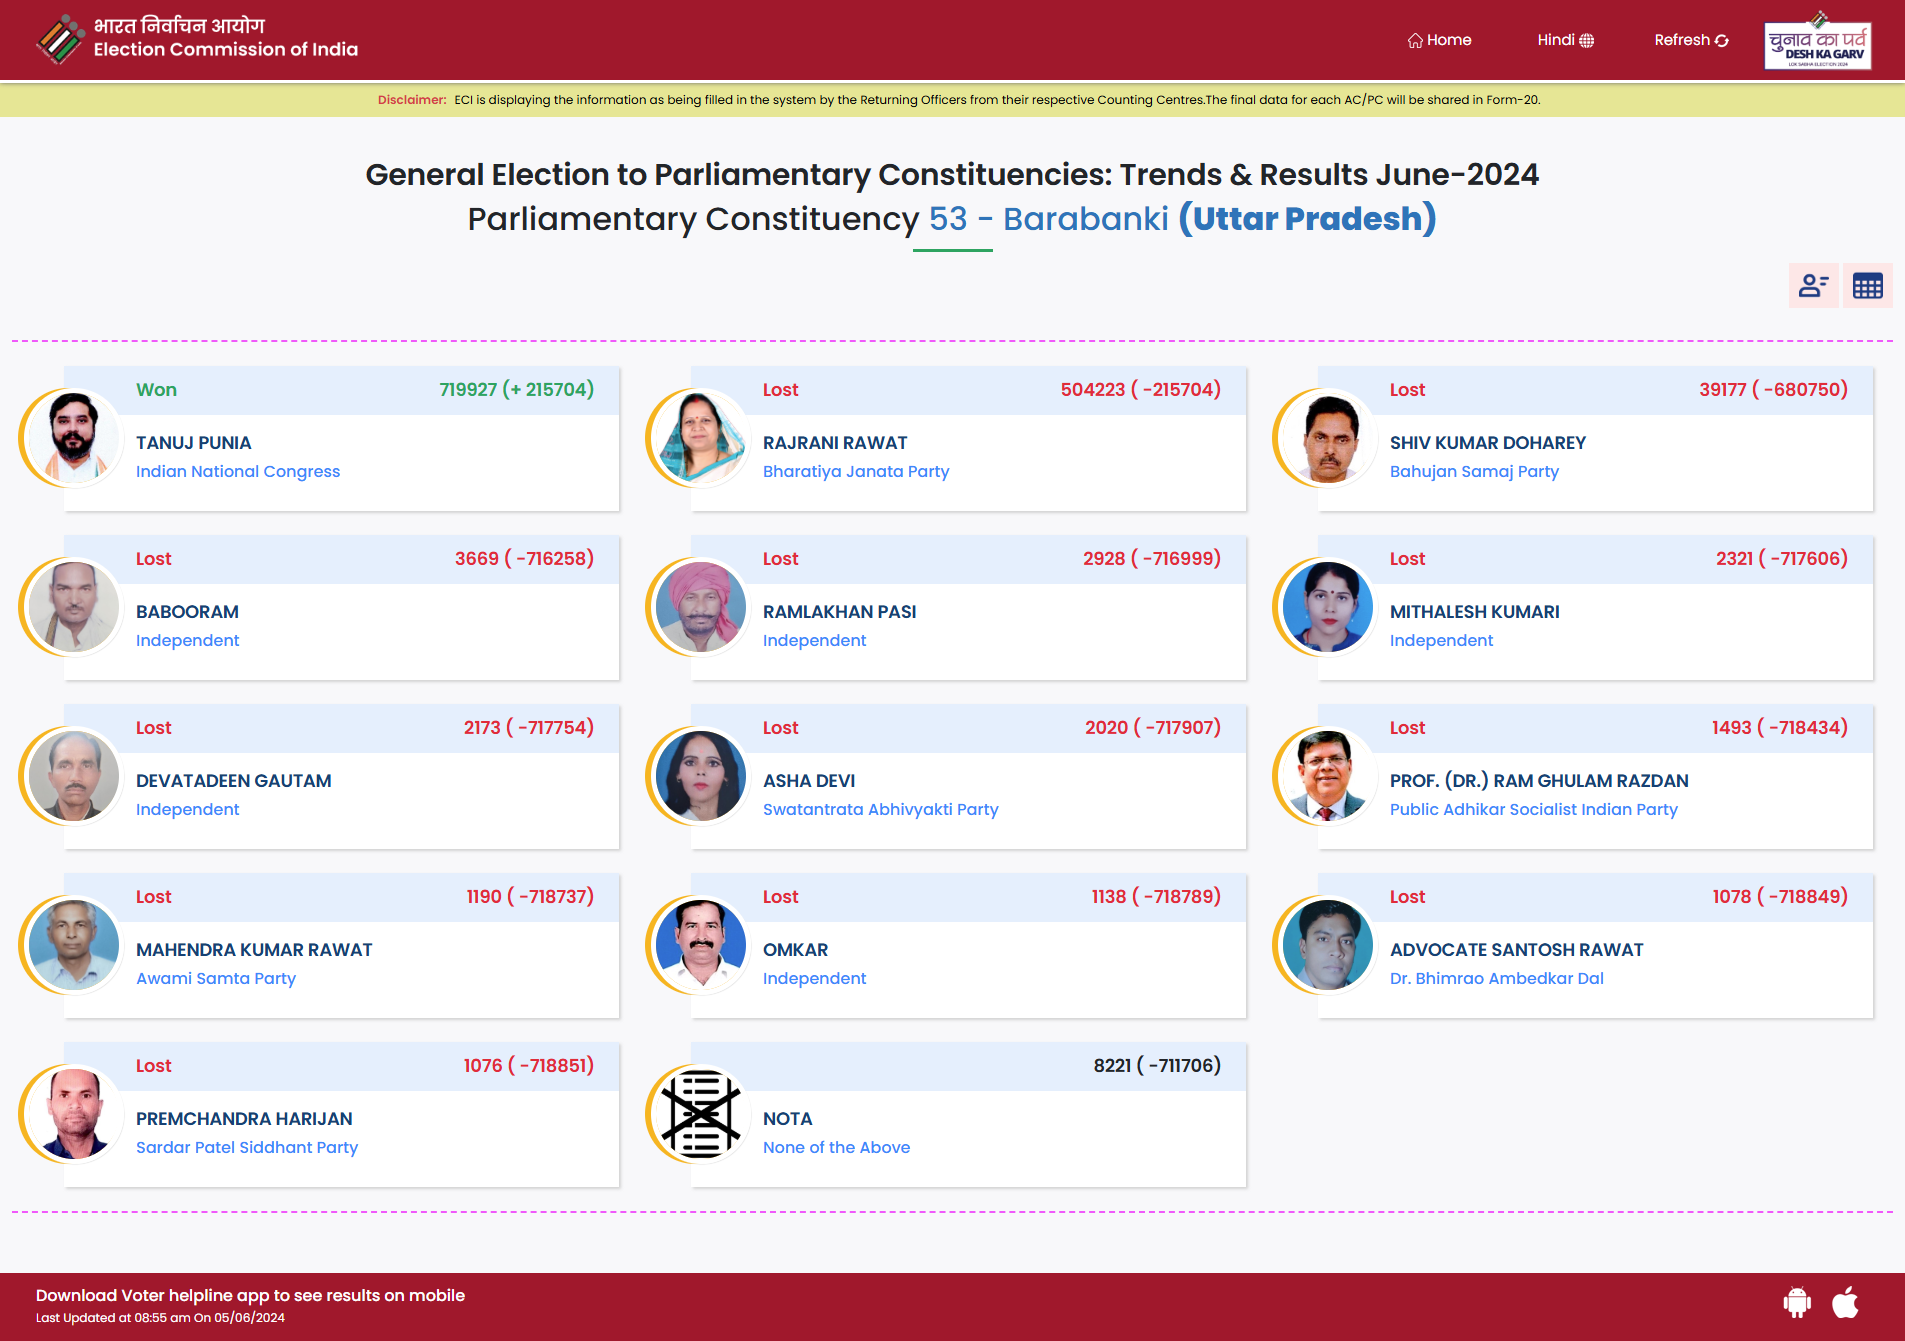 भारत निर्वाचन आयोग
Election Commission of India
Home
Hindi
Refresh
चुनाव का पर्व
DESH KA GARV
LOK SABHA ELECTION 2024
Disclaimer: ECI is displaying the information as being filled in the system by the Returning Officers from their respective Counting Centres.The final data for each AC/PC will be shared in Form-20.
General Election to Parliamentary Constituencies: Trends & Results June-2024
Parliamentary Constituency 53 - Barabanki (Uttar Pradesh)
Won 719927 (+ 215704)
TANUJ PUNIA
Indian National Congress
Lost 504223 ( -215704)
RAJRANI RAWAT
Bharatiya Janata Party
Lost 39177 ( -680750)
SHIV KUMAR DOHAREY
Bahujan Samaj Party
Lost 3669 ( -716258)
BABOORAM
Independent
Lost 2928 ( -716999)
RAMLAKHAN PASI
Independent
Lost 2321 ( -717606)
MITHALESH KUMARI
Independent
Lost 2173 ( -717754)
DEVATADEEN GAUTAM
Independent
Lost 2020 ( -717907)
ASHA DEVI
Swatantrata Abhivyakti Party
Lost 1493 ( -718434)
PROF. (DR.) RAM GHULAM RAZDAN
Public Adhikar Socialist Indian Party
Lost 1190 ( -718737)
MAHENDRA KUMAR RAWAT
Awami Samta Party
Lost 1138 ( -718789)
OMKAR
Independent
Lost 1078 ( -718849)
ADVOCATE SANTOSH RAWAT
Dr. Bhimrao Ambedkar Dal
Lost 1076 ( -718851)
PREMCHANDRA HARIJAN
Sardar Patel Siddhant Party
8221 ( -711706)
NOTA
None of the Above
Download Voter helpline app to see results on mobile
Last Updated at 08:55 am On 05/06/2024